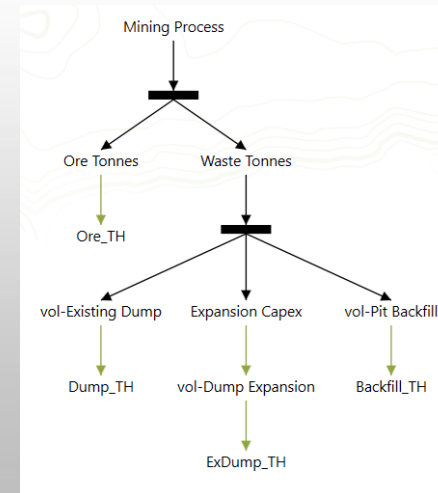 Mining Process
Ore Tonnes
Waste Tonnes
Ore_TH
vol-Existing Dump
Expansion Capex
vol-Pit Backfill
Dump_TH
vol-Dump Expansion
Backfill_TH
ExDump_TH